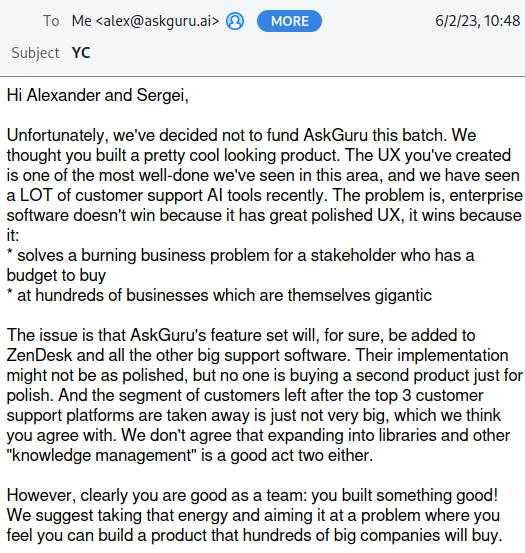 To Me <alex@askguru.ai> MORE 6/2/23, 10:48
Subject YC
Hi Alexander and Sergei,
Unfortunately, we've decided not to fund AskGuru this batch. We
thought you built a pretty cool looking product. The UX you've created
is one of the most well-done we've seen in this area, and we have seen
a LOT of customer support AI tools recently. The problem is, enterprise
software doesn't win because it has great polished UX, it wins because
it:
* solves a burning business problem for a stakeholder who has a
budget to buy
* at hundreds of businesses which are themselves gigantic
The issue is that AskGuru's feature set will, for sure, be added to
ZenDesk and all the other big support software. Their implementation
might not be as polished, but no one is buying a second product just for
polish. And the segment of customers left after the top 3 customer
support platforms are taken away is just not very big, which we think
you agree with. We don't agree that expanding into libraries and other
"knowledge management" is a good act two either.
However, clearly you are good as a team: you built something good!
We suggest taking that energy and aiming it at a problem where you
feel you can build a product that hundreds of big companies will buy.